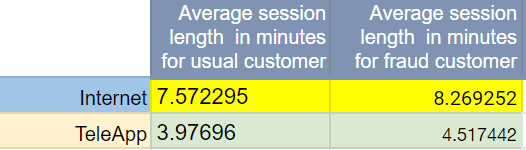 Average session
length in minutes
for usual customer
Average session
length in minutes
for fraud customer
Internet 7.572295 8.269252
TeleApp 3.97696 4.517442